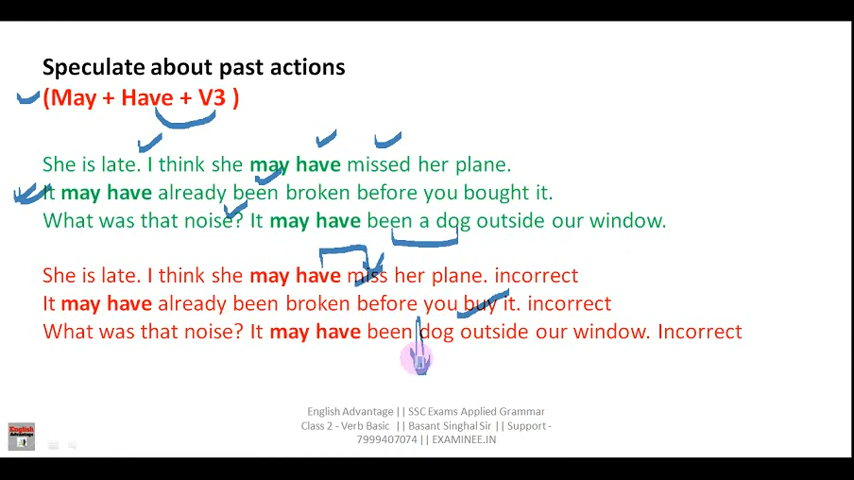 Speculate about past actions
(May + Have + V3 )
She is late. I think she may have missed her plane.
It may have already been broken before you bought it.
What was that noise? It may have been a dog outside our window.
She is late. I think she may have miss her plane. incorrect
It may have already been broken before you buy it. incorrect
What was that noise? It may have been dog outside our window. Incorrect
English Advantage || SSC Exams Applied Grammar
Class 2 - Verb Basic || Basant Singhal Sir || Support -
7999407074 || EXAMINEE.IN
English
Advantage